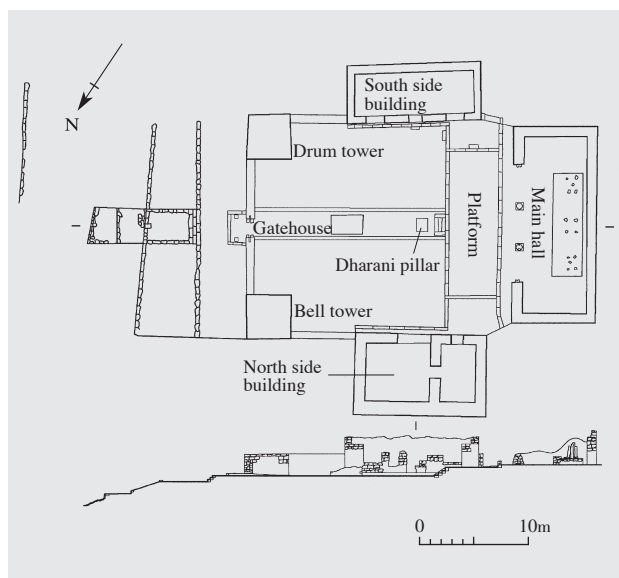 South side
building
N
Drum tower
Main hall
Platform
Gatehouse
Dharani pillar
Bell tower
North side
building
0
10m